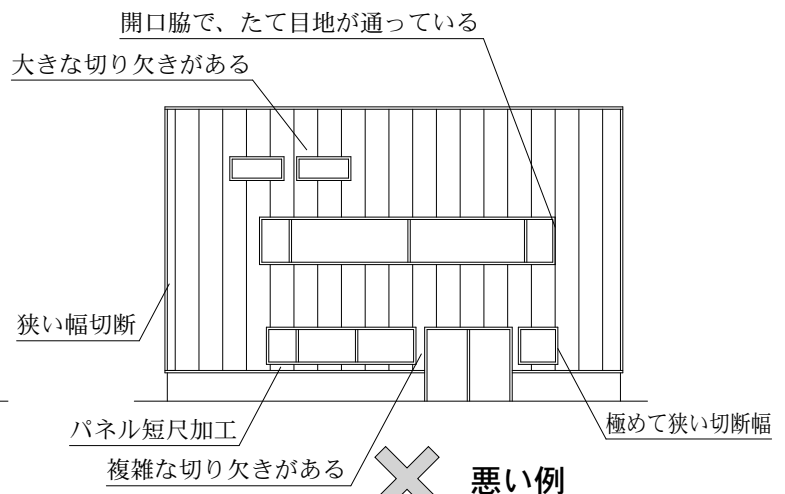 開口脇で、たて目地が通っている
大きな切り欠きがある
狭い幅切断
パネル短尺加工
極めて狭い切断幅
複雑な切り欠きがある
悪い例